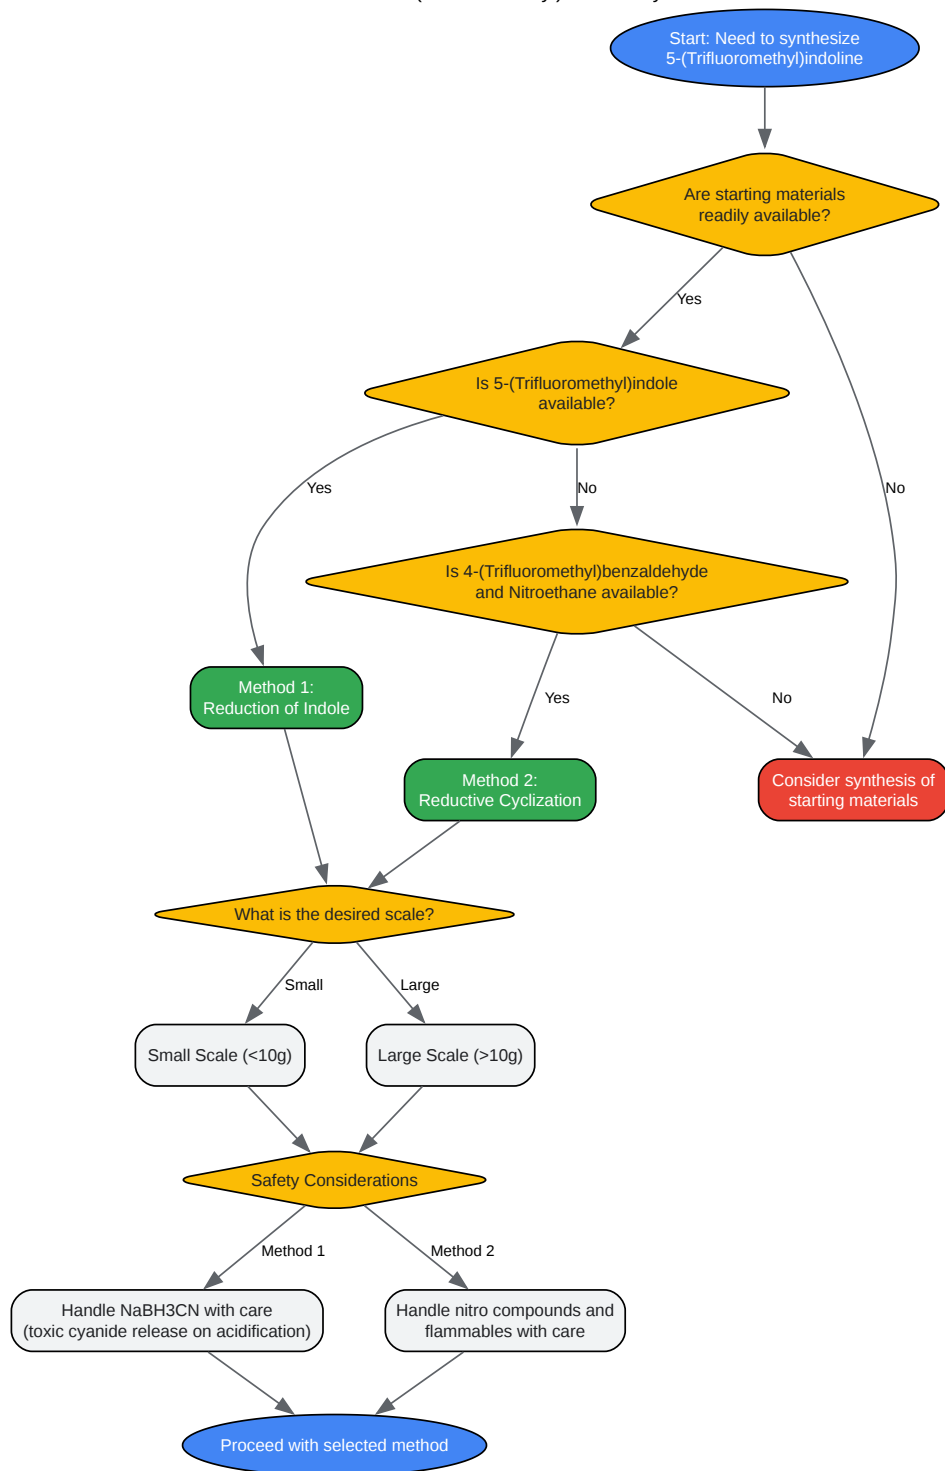 Start: Need to synthesize
5-(Trifluoromethyl)indoline
Are starting materials
readily available?
Yes
Is 5-(Trifluoromethyl)indole
available?
Yes
No
No
Is 4-(Trifluoromethyl)benzaldehyde
and Nitroethane available?
Method 1:
Reduction of Indole
Yes
No
Method 2:
Reductive Cyclization
Consider synthesis of
starting materials
What is the desired scale?
Small
Large
Small Scale (<10g)
Large Scale (>10g)
Safety Considerations
Method 1
Method 2
Handle NaBH3CN with care
(toxic cyanide release on acidification)
Handle nitro compounds and
flammables with care
Proceed with selected method